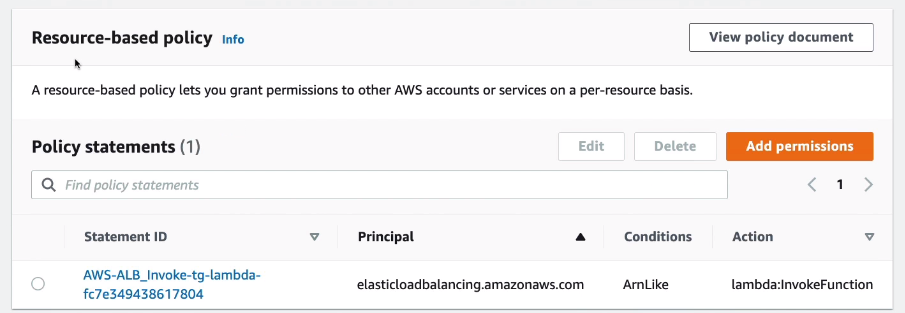 Resource-based policy Info View policy document
A resource-based policy lets you grant permissions to other AWS accounts or services on a per-resource basis.
Policy statements (1) Edit Delete Add permissions
Find policy statements 1
Statement ID Principal Conditions Action
AWS-ALB_Invoke-tg-lambda-
fc7e349438617804 elasticloadbalancing.amazonaws.com ArnLike lambda:InvokeFunction